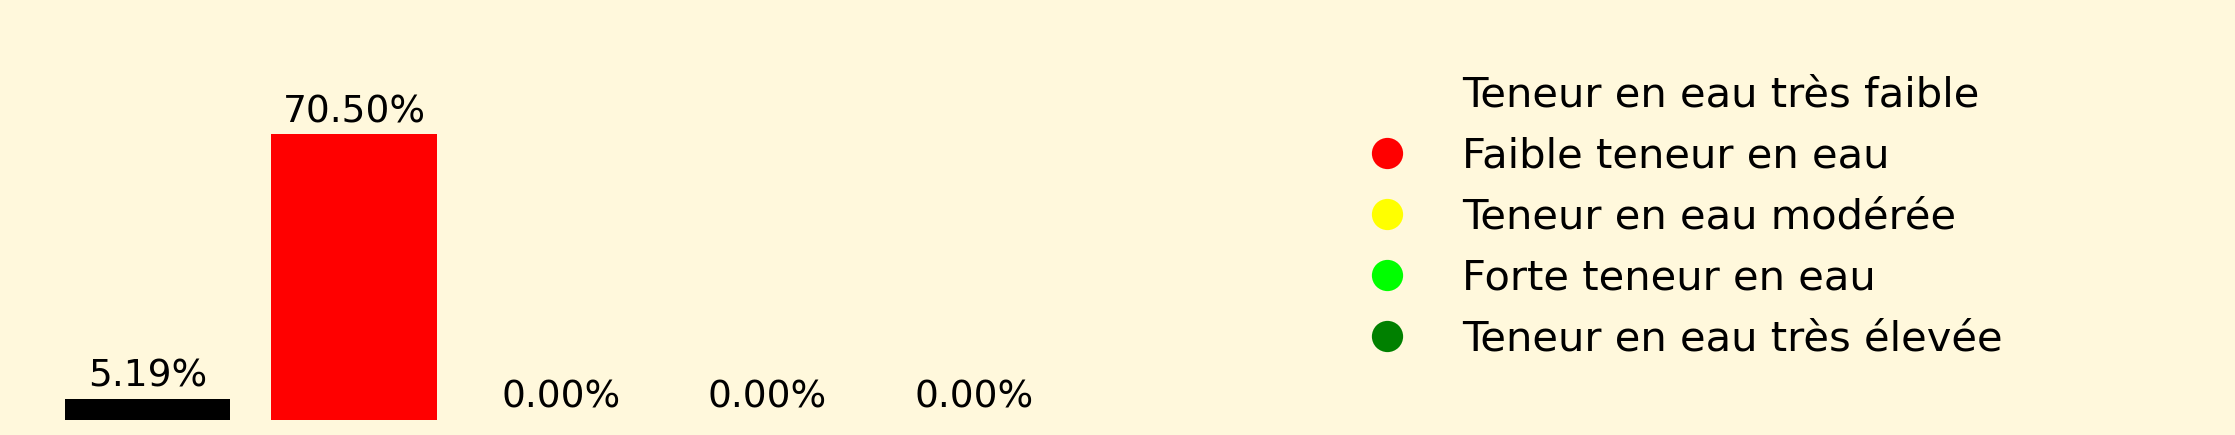 70.50%
5.19%
0.00%
0.00%
0.00%
Teneur en eau très faible
Faible teneur en eau
Teneur en eau modérée
Forte teneur en eau
Teneur en eau très élevée